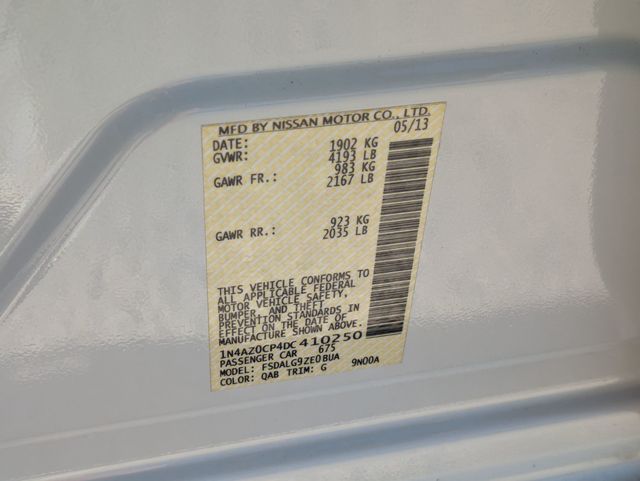 MFD BY NISSAN MOTOR CO., LTD.
DATE: 05/13
GVWR: 1902 KG
4193 LB
GAWR FR.: 983 KG
2167 LB
GAWR RR.: 923 KG
2035 LB
THIS VEHICLE CONFORMS TO
ALL APPLICABLE FEDERAL
MOTOR VEHICLE SAFETY,
BUMPER, AND THEFT
PREVENTION STANDARDS IN
EFFECT ON THE DATE OF
MANUFACTURE SHOWN ABOVE.
1N4AZ0CP4DC410250
PASSENGER CAR 675
MODEL: FSDALG9ZE0BUA
COLOR: QAB TRIM: G 9N00A